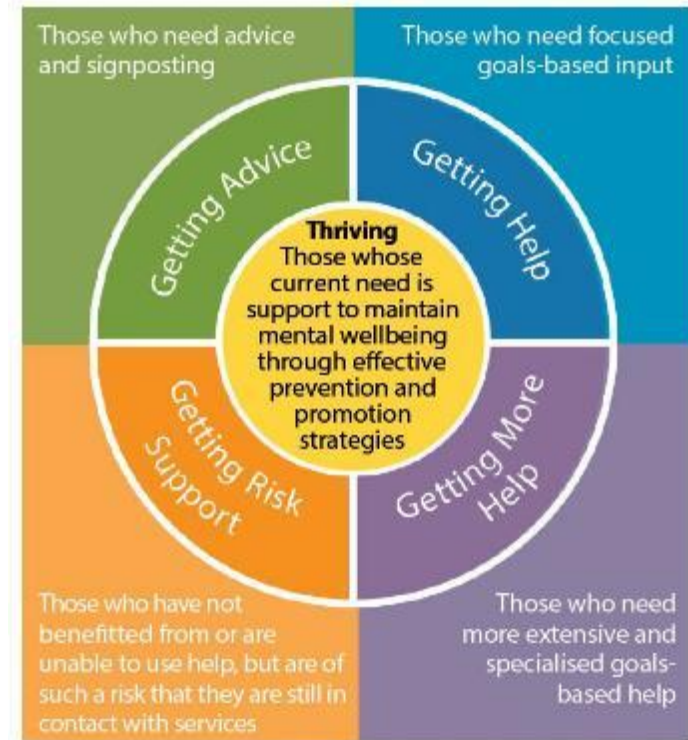 Those who need advice
and signposting
Those who need focused
goals-based input
Getting Advice
Getting Help
Thriving
Those whose
current need is
support to maintain
mental wellbeing
through effective
prevention and
promotion
strategies
Getting Risk
Support
Getting More
Help
Those who have not
benefitted from or are
unable to use help, but are of
such a risk that they are still in
contact with services
Those who need
more extensive and
specialised goals-
based help